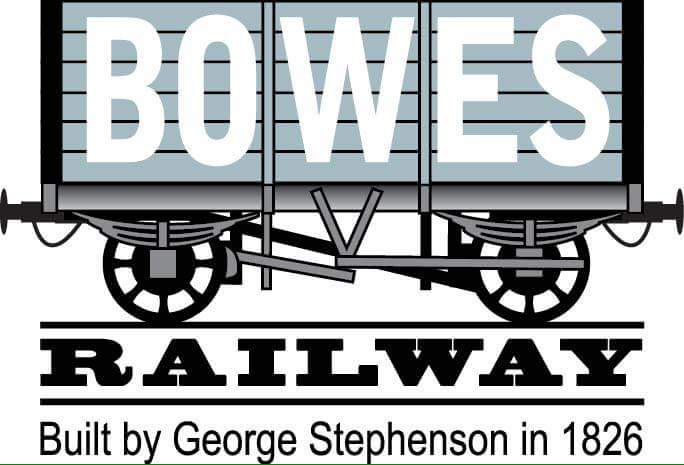 BOWES
RAILWAY
Built by George Stephenson in 1826